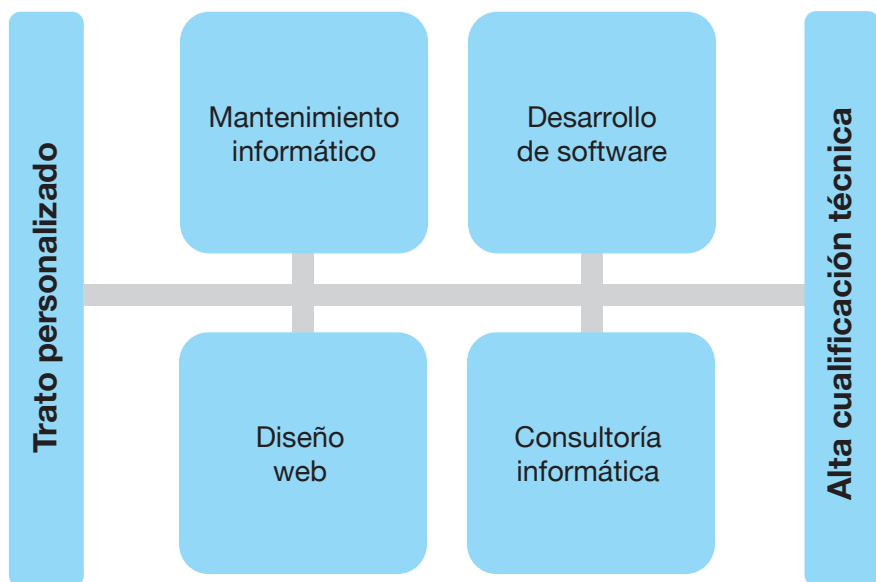 Trato personalizado
Mantenimiento
informático
Desarrollo
de software
Diseño
web
Consultoría
informática
Alta cualificación técnica